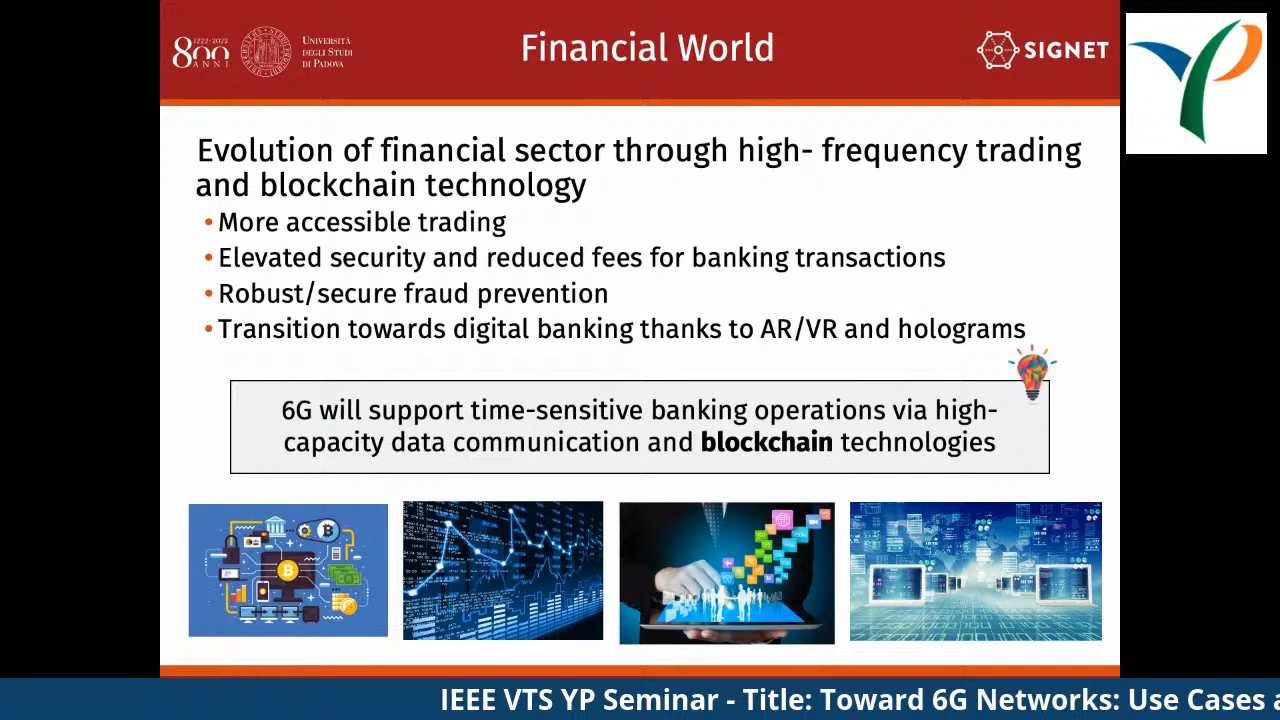 1222-2022
800
ANNI
UNIVERSITÀ
DEGLI STUDI
DI PADOVA
Financial World
SIGNET
Evolution of financial sector through high- frequency trading
and blockchain technology
•More accessible trading
•Elevated security and reduced fees for banking transactions
•Robust/secure fraud prevention
•Transition towards digital banking thanks to AR/VR and holograms
6G will support time-sensitive banking operations via high-
capacity data communication and blockchain technologies
IEEE VTS YP Seminar - Title: Toward 6G Networks: Use Cases a